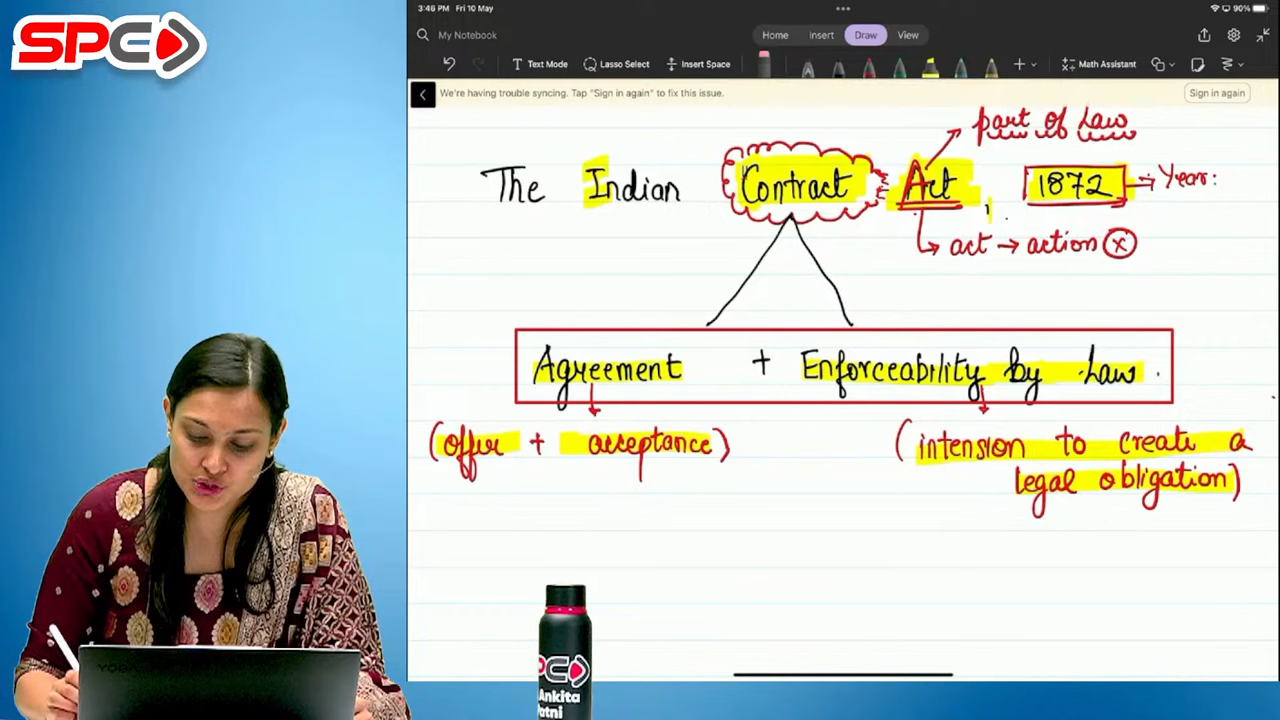 SPC
3:46 PM Fri 10 May
90%
My Notebook
Home Insert Draw View
Text Mode Lasso Select Insert Space Math Assistant
We're having trouble syncing. Tap "Sign in again" to fix this issue.
Sign in again
part of Law
The Indian Contract Act, 1872 → Year:
act → action x
Agreement + Enforceability by Law.
(offer + acceptance)
(intension to create a
legal obligation)
YOGA
SPC
Ankita
Patni